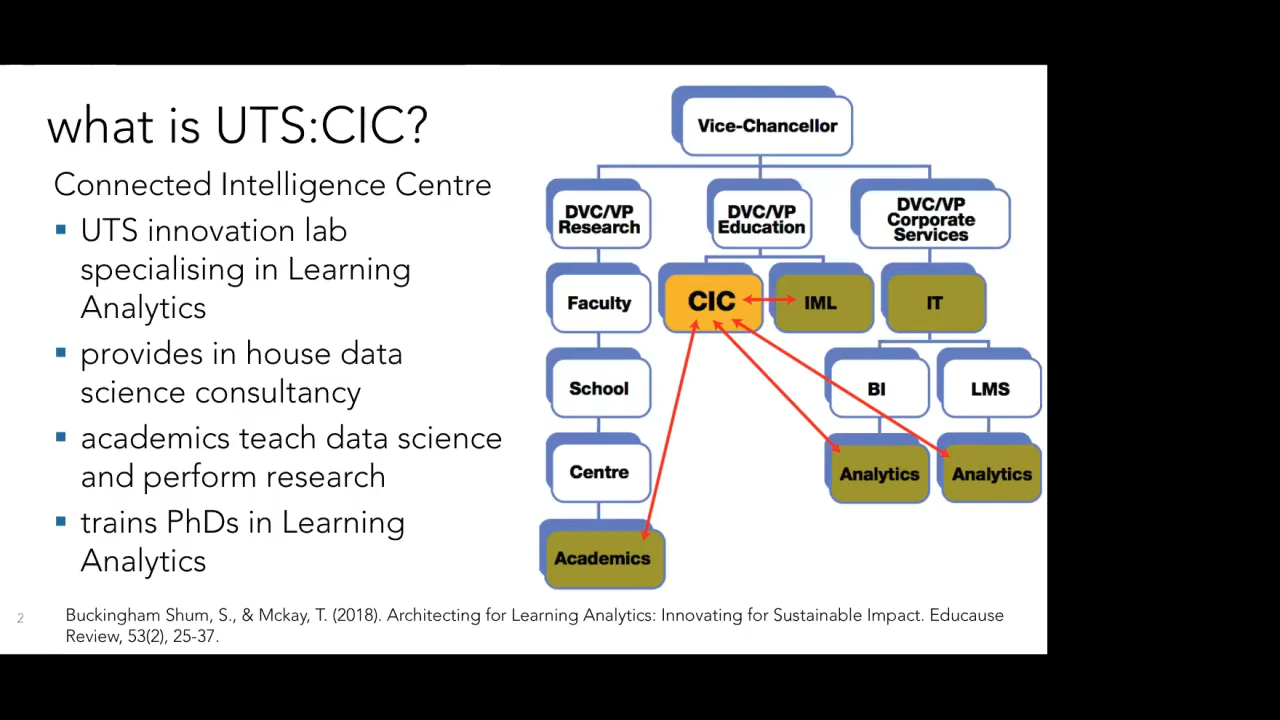 what is UTS:CIC?
Connected Intelligence Centre
▪ UTS innovation lab
specialising in Learning
Analytics
▪ provides in house data
science consultancy
▪ academics teach data science
and perform research
▪ trains PhDs in Learning
Analytics
Vice-Chancellor
DVC/VP
Research
DVC/VP
Education
DVC/VP
Corporate
Services
Faculty
CIC
IML
IT
School
BI
LMS
Centre
Analytics
Analytics
Academics
2
Buckingham Shum, S., & Mckay, T. (2018). Architecting for Learning Analytics: Innovating for Sustainable Impact. Educause
Review, 53(2), 25-37.